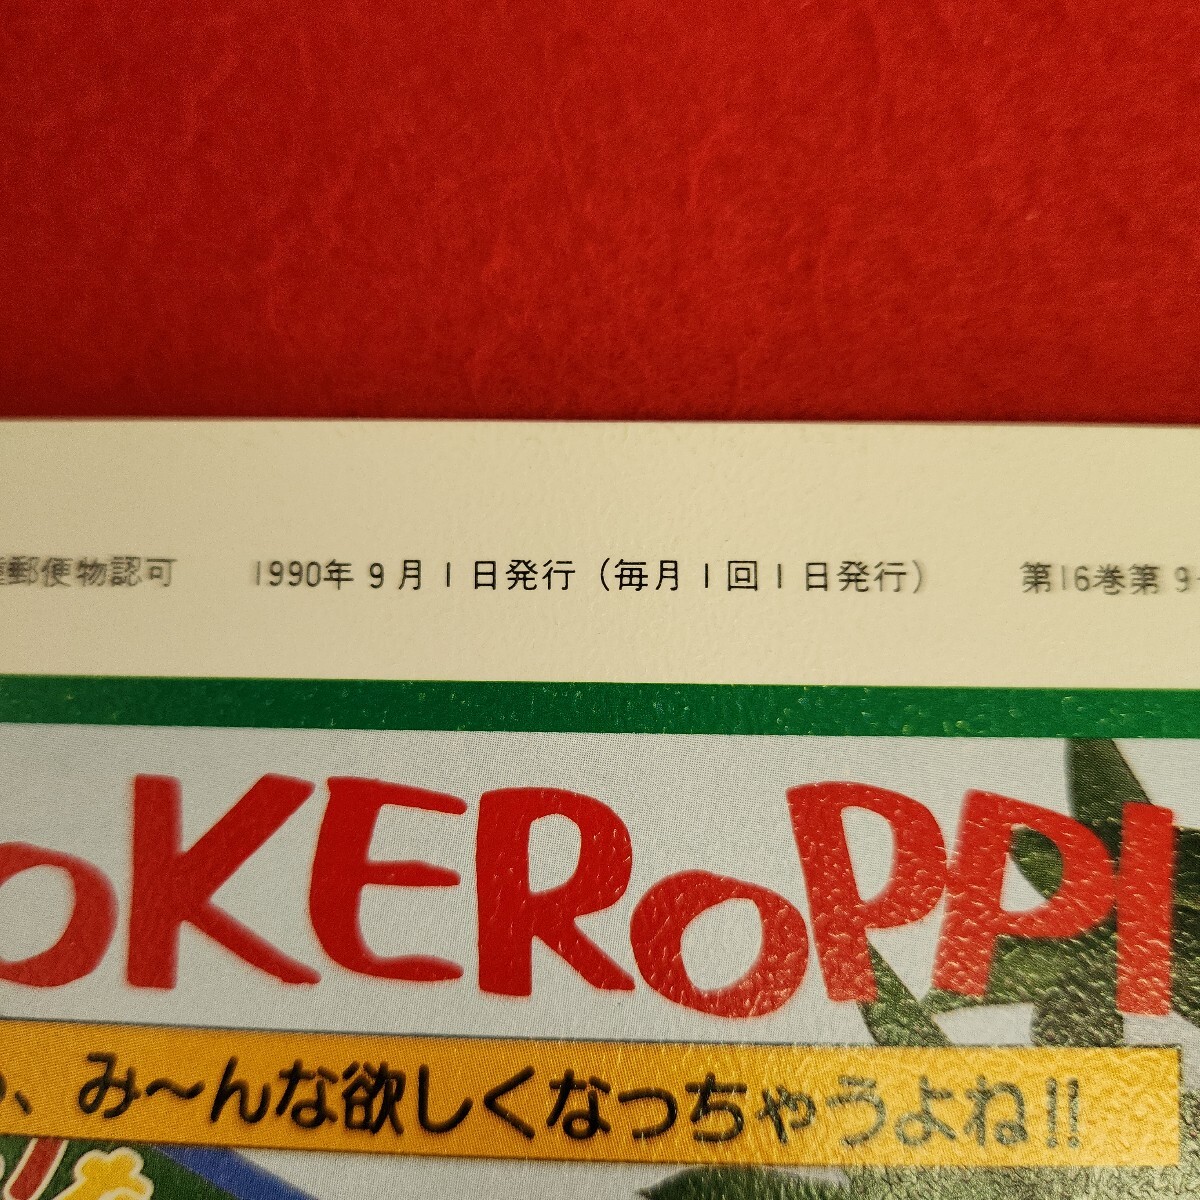 郵便物認可 1990年9月1日発行（毎月1回1日発行） 第16巻第9
OKEROPPI
、み〜んな欲しくなっちゃうよね!!